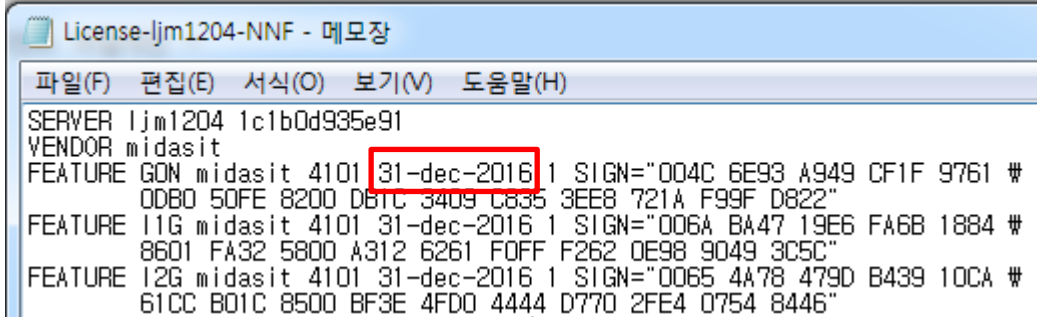 License-ljm1204-NNF - 메모장
파일(F) 편집(E) 서식(O) 보기(V) 도움말(H)
SERVER ljm1204 1c1b0d935e91
VENDOR midasit
FEATURE GON midasit 4101 31-dec-2016 1 SIGN="004C 6E93 A949 CF1F 9761 ₩
0DB0 50FE 8200 DB1C 3409 C835 3EE8 721A F99F D822"
FEATURE I1G midasit 4101 31-dec-2016 1 SIGN="006A BA47 19E6 FA6B 1884 ₩
8601 FA32 5800 A312 6261 F0FF F262 0E98 9049 3C5C"
FEATURE I2G midasit 4101 31-dec-2016 1 SIGN="0065 4A78 479D B439 10CA ₩
61CC B01C 8500 BF3E 4FD0 4444 D770 2FE4 0754 8446"